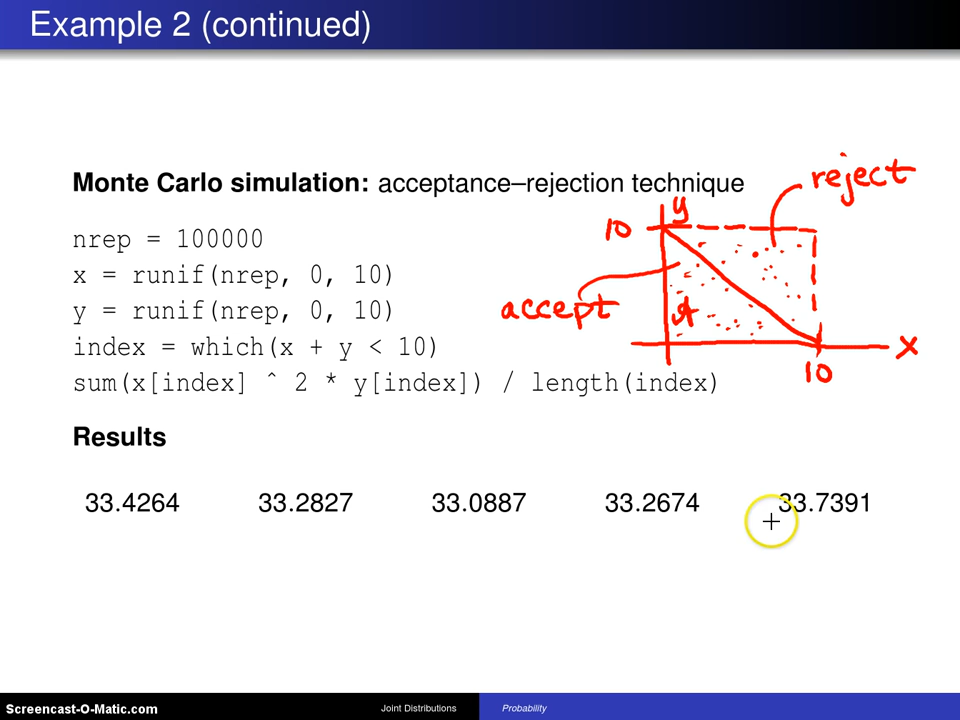 Example 2 (continued)
Monte Carlo simulation: acceptance–rejection technique
reject
y
10
nrep = 100000
x = runif(nrep, 0, 10)
y = runif(nrep, 0, 10)
index = which(x + y < 10)
sum(x[index] ^ 2 * y[index]) / length(index)
accept
A
x
10
Results
33.4264 33.2827 33.0887 33.2674 33.7391
Screencast-O-Matic.com
Joint Distributions
Probability